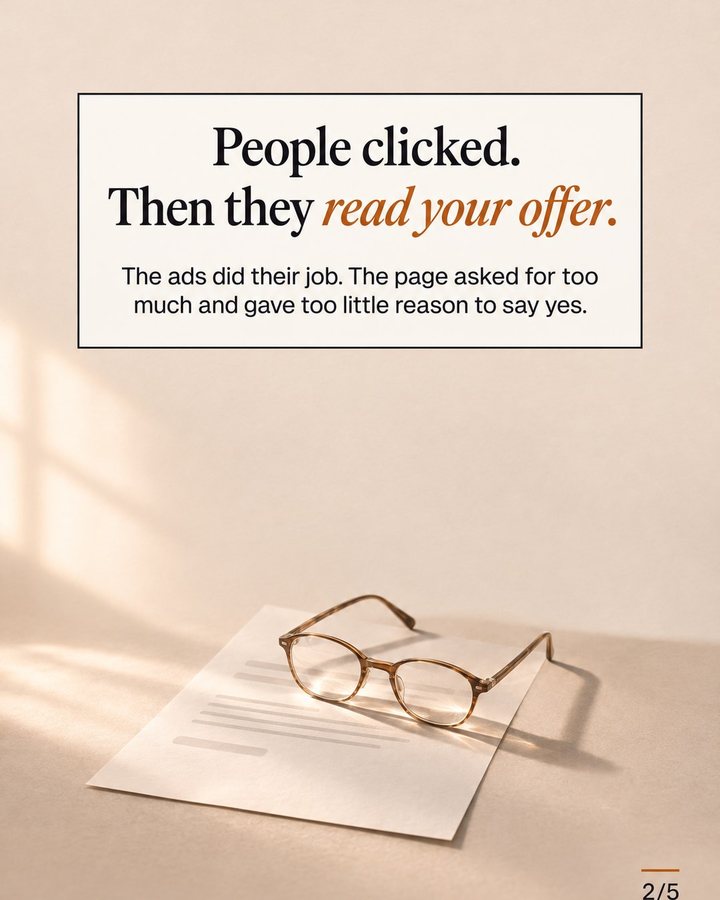 People clicked.
Then they read your offer.
The ads did their job. The page asked for too
much and gave too little reason to say yes.
2/5